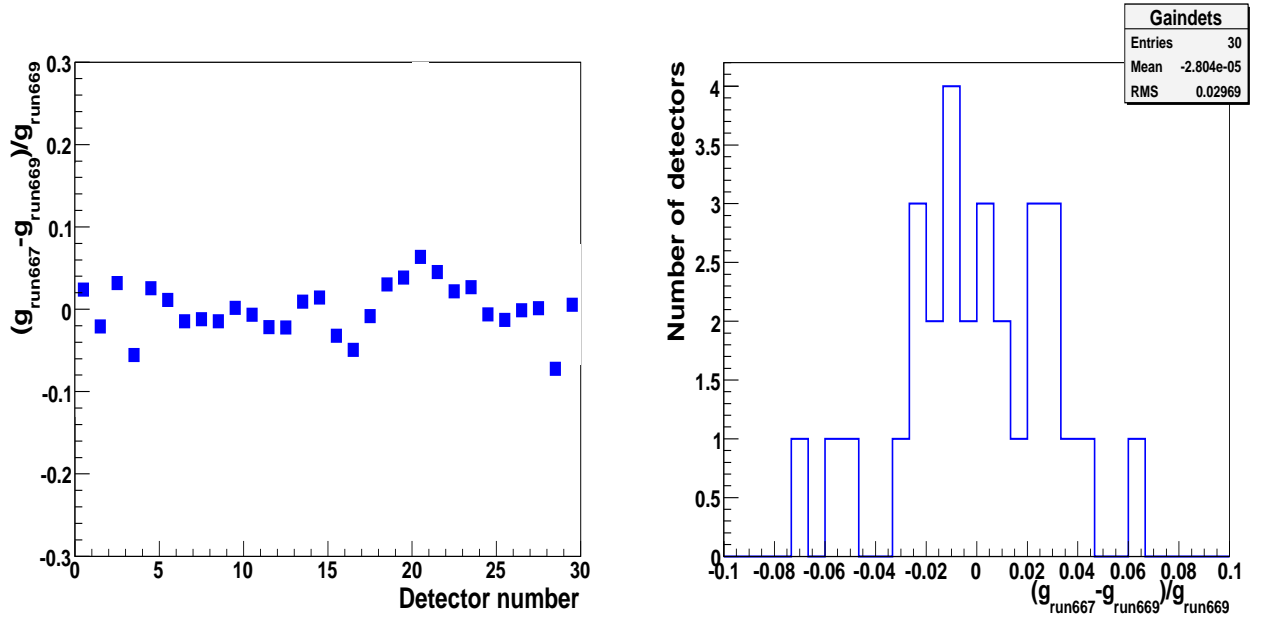 (g_run667-g_run669)/g_run669
0.3
0.2
0.1
0
-0.1
-0.2
-0.3
0 5 10 15 20 25 30
Detector number
Gaindets
Entries 30
Mean -2.804e-05
RMS 0.02969
Number of detectors
4
3.5
3
2.5
2
1.5
1
0.5
0
-0.1 -0.08 -0.06 -0.04 -0.02 0 0.02 0.04 0.06 0.08 0.1
(g_run667-g_run669)/g_run669